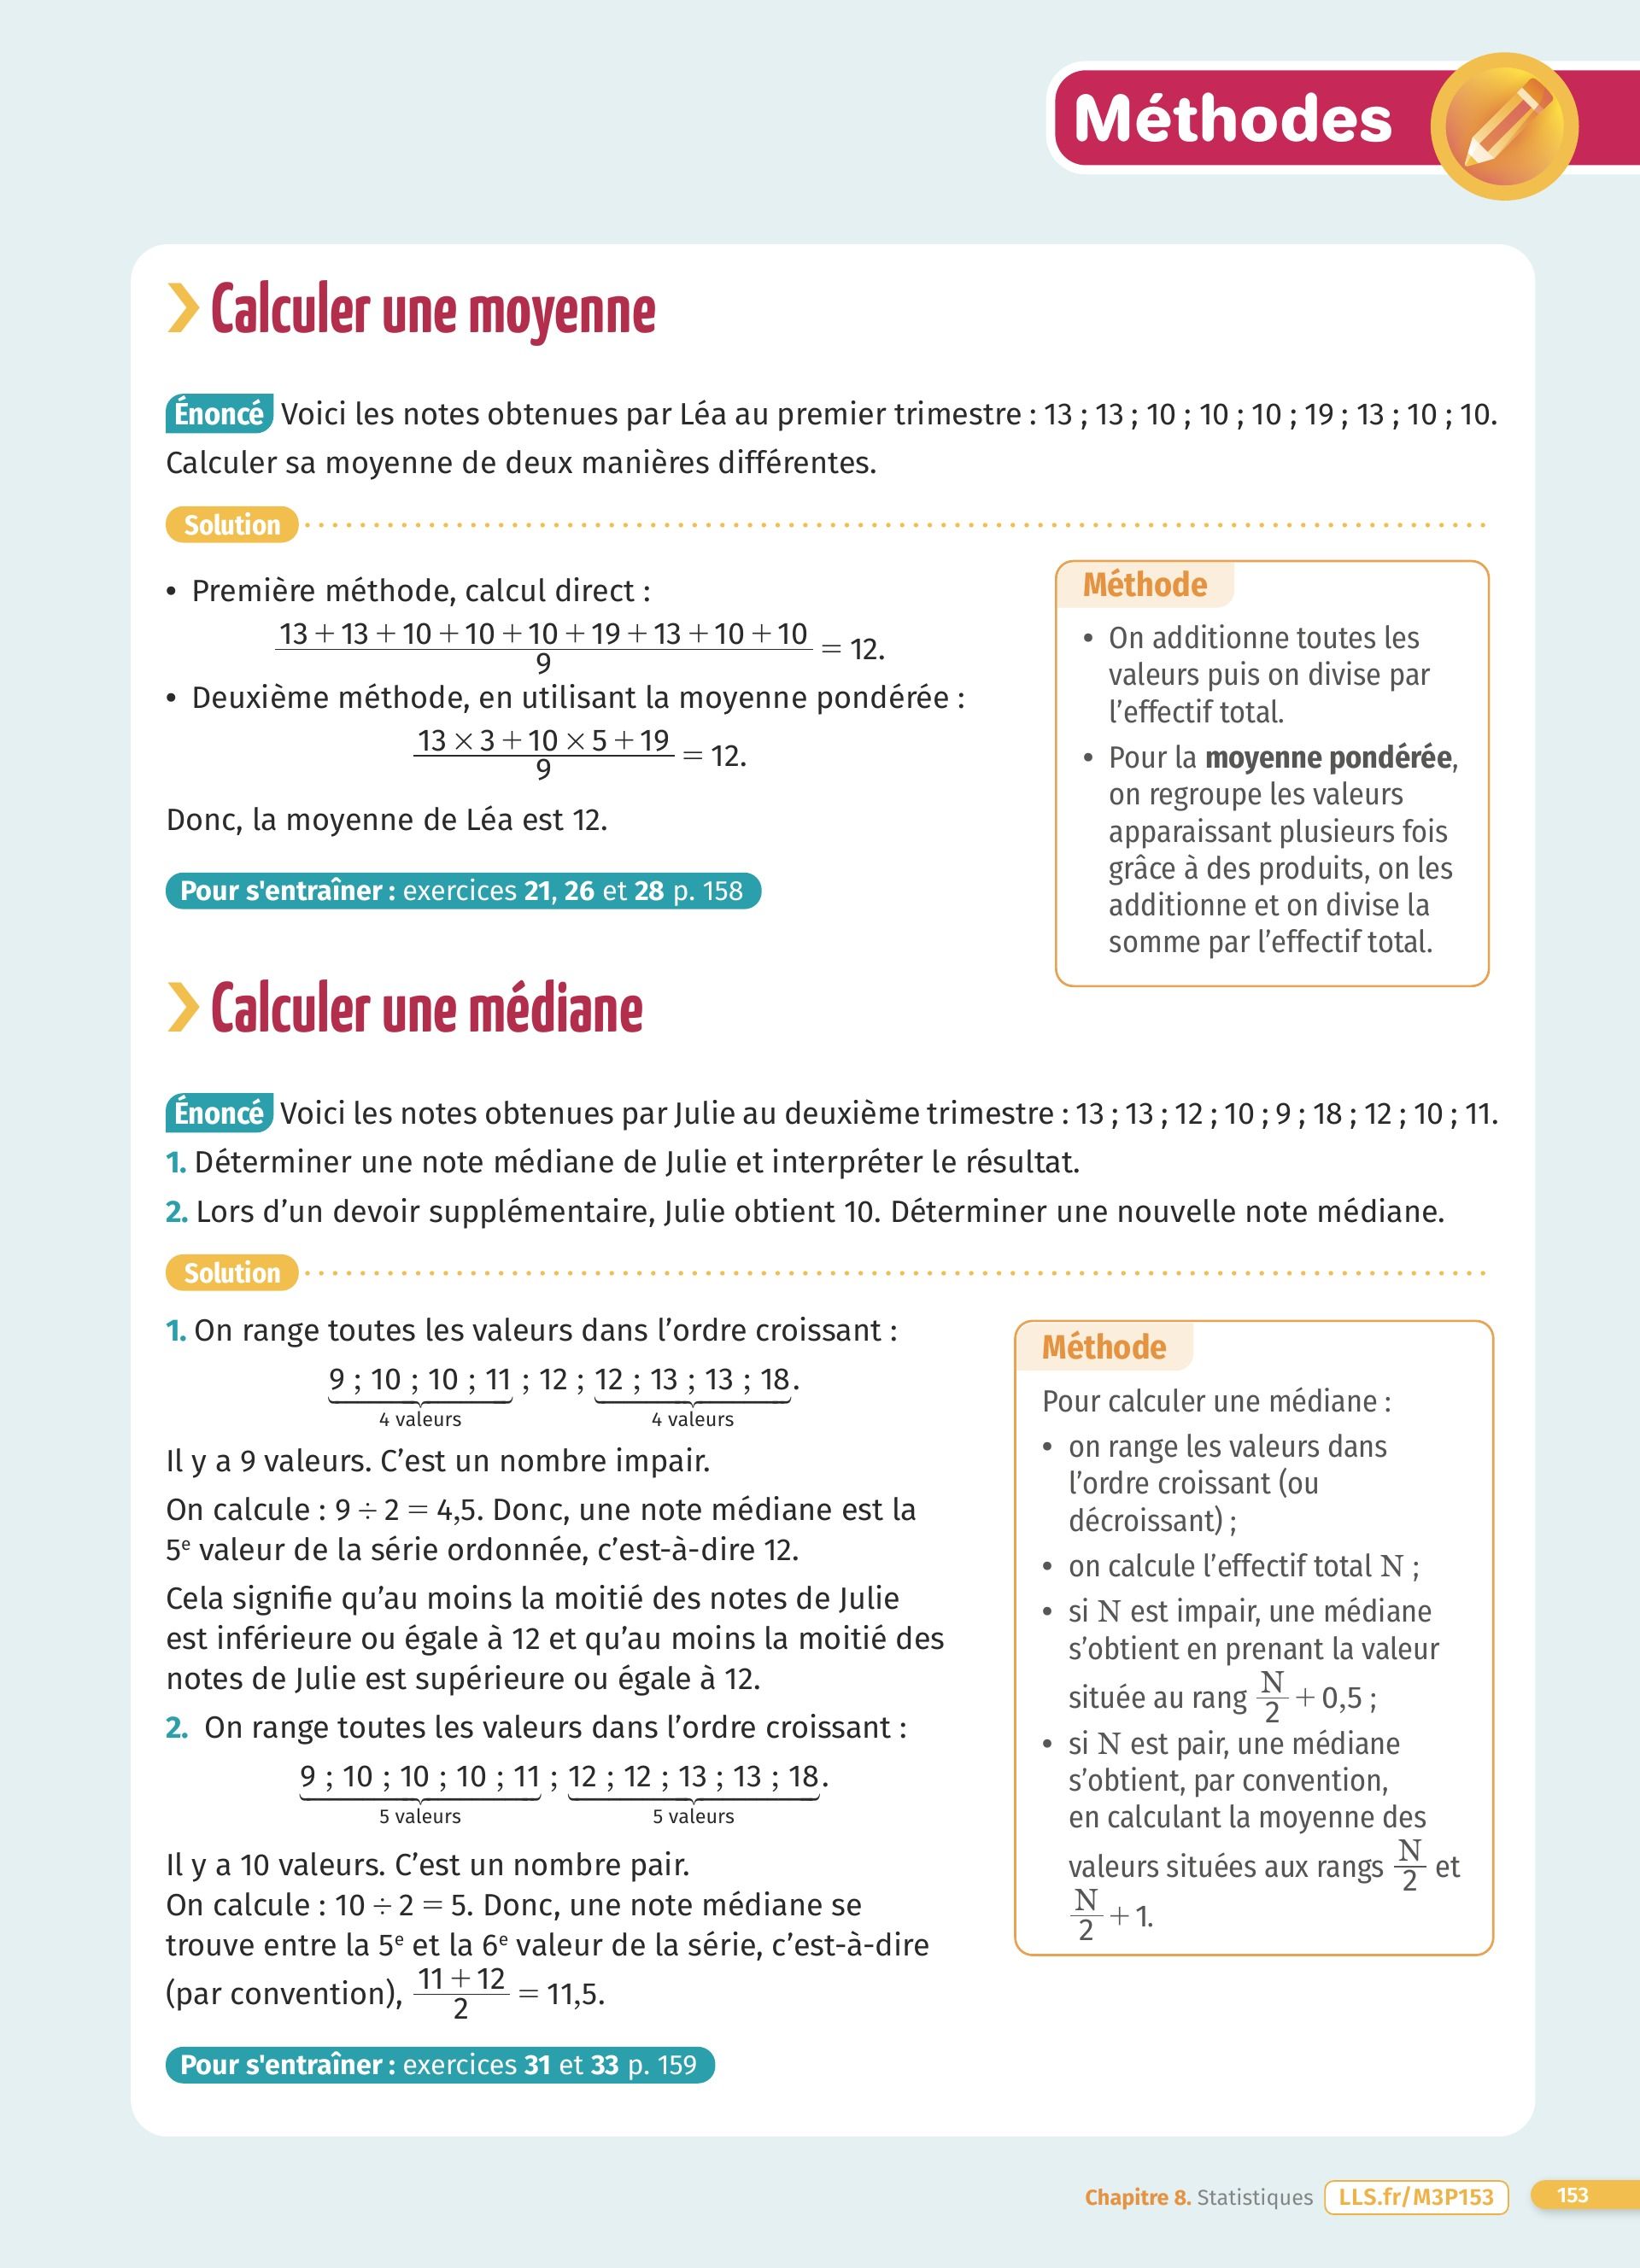 Méthodes
Calculer une moyenne
Énoncé Voici les notes obtenues par Léa au premier trimestre : 13 ; 13 ; 10 ; 10 ; 10 ; 19 ; 13 ; 10 ; 10.
Calculer sa moyenne de deux manières différentes.
Solution
• Première méthode, calcul direct :
13 + 13 + 10 + 10 + 10 + 19 + 13 + 10 + 10
9
= 12.
• Deuxième méthode, en utilisant la moyenne pondérée :
13 × 3 + 10 × 5 + 19
9
= 12.
Donc, la moyenne de Léa est 12.
Pour s'entraîner : exercices 21, 26 et 28 p. 158
Méthode
• On additionne toutes les
valeurs puis on divise par
l’effectif total.
• Pour la moyenne pondérée,
on regroupe les valeurs
apparaissant plusieurs fois
grâce à des produits, on les
additionne et on divise la
somme par l’effectif total.
Calculer une médiane
Énoncé Voici les notes obtenues par Julie au deuxième trimestre : 13 ; 13 ; 12 ; 10 ; 9 ; 18 ; 12 ; 10 ; 11.
1. Déterminer une note médiane de Julie et interpréter le résultat.
2. Lors d’un devoir supplémentaire, Julie obtient 10. Déterminer une nouvelle note médiane.
Solution
1. On range toutes les valeurs dans l’ordre croissant :
9 ; 10 ; 10 ; 11 ; 12 ; 12 ; 13 ; 13 ; 18.
4 valeurs 4 valeurs
Il y a 9 valeurs. C’est un nombre impair.
On calcule : 9 ÷ 2 = 4,5. Donc, une note médiane est la
5e valeur de la série ordonnée, c’est-à-dire 12.
Cela signifie qu’au moins la moitié des notes de Julie
est inférieure ou égale à 12 et qu’au moins la moitié des
notes de Julie est supérieure ou égale à 12.
2. On range toutes les valeurs dans l’ordre croissant :
9 ; 10 ; 10 ; 10 ; 11 ; 12 ; 12 ; 13 ; 13 ; 18.
5 valeurs 5 valeurs
Il y a 10 valeurs. C’est un nombre pair.
On calcule : 10 ÷ 2 = 5. Donc, une note médiane se
trouve entre la 5e et la 6e valeur de la série, c’est-à-dire
(par convention),
11 + 12
2
= 11,5.
Pour s'entraîner : exercices 31 et 33 p. 159
Méthode
Pour calculer une médiane :
• on range les valeurs dans
l’ordre croissant (ou
décroissant) ;
• on calcule l’effectif total N ;
• si N est impair, une médiane
s’obtient en prenant la valeur
située au rang N/2 + 0,5 ;
• si N est pair, une médiane
s’obtient, par convention,
en calculant la moyenne des
valeurs situées aux rangs N/2 et
N/2 + 1.
Chapitre 8. Statistiques LLS.fr/M3P153 153